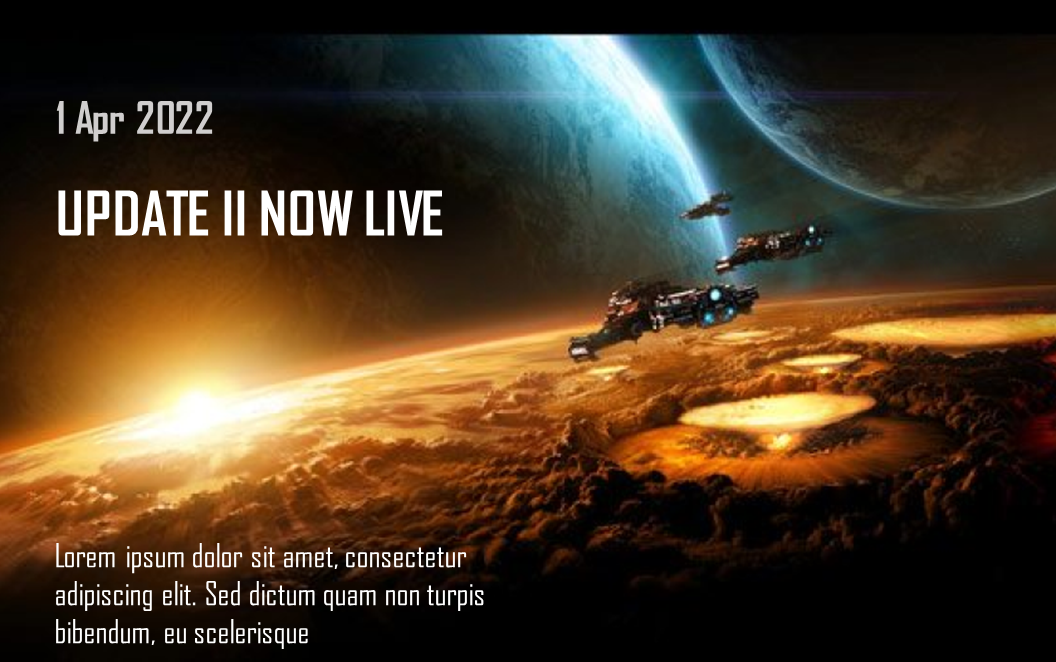 1 Apr 2022
UPDATE II NOW LIVE
Lorem ipsum dolor sit amet, consectetur
adipiscing elit. Sed dictum quam non turpis
bibendum, eu scelerisque